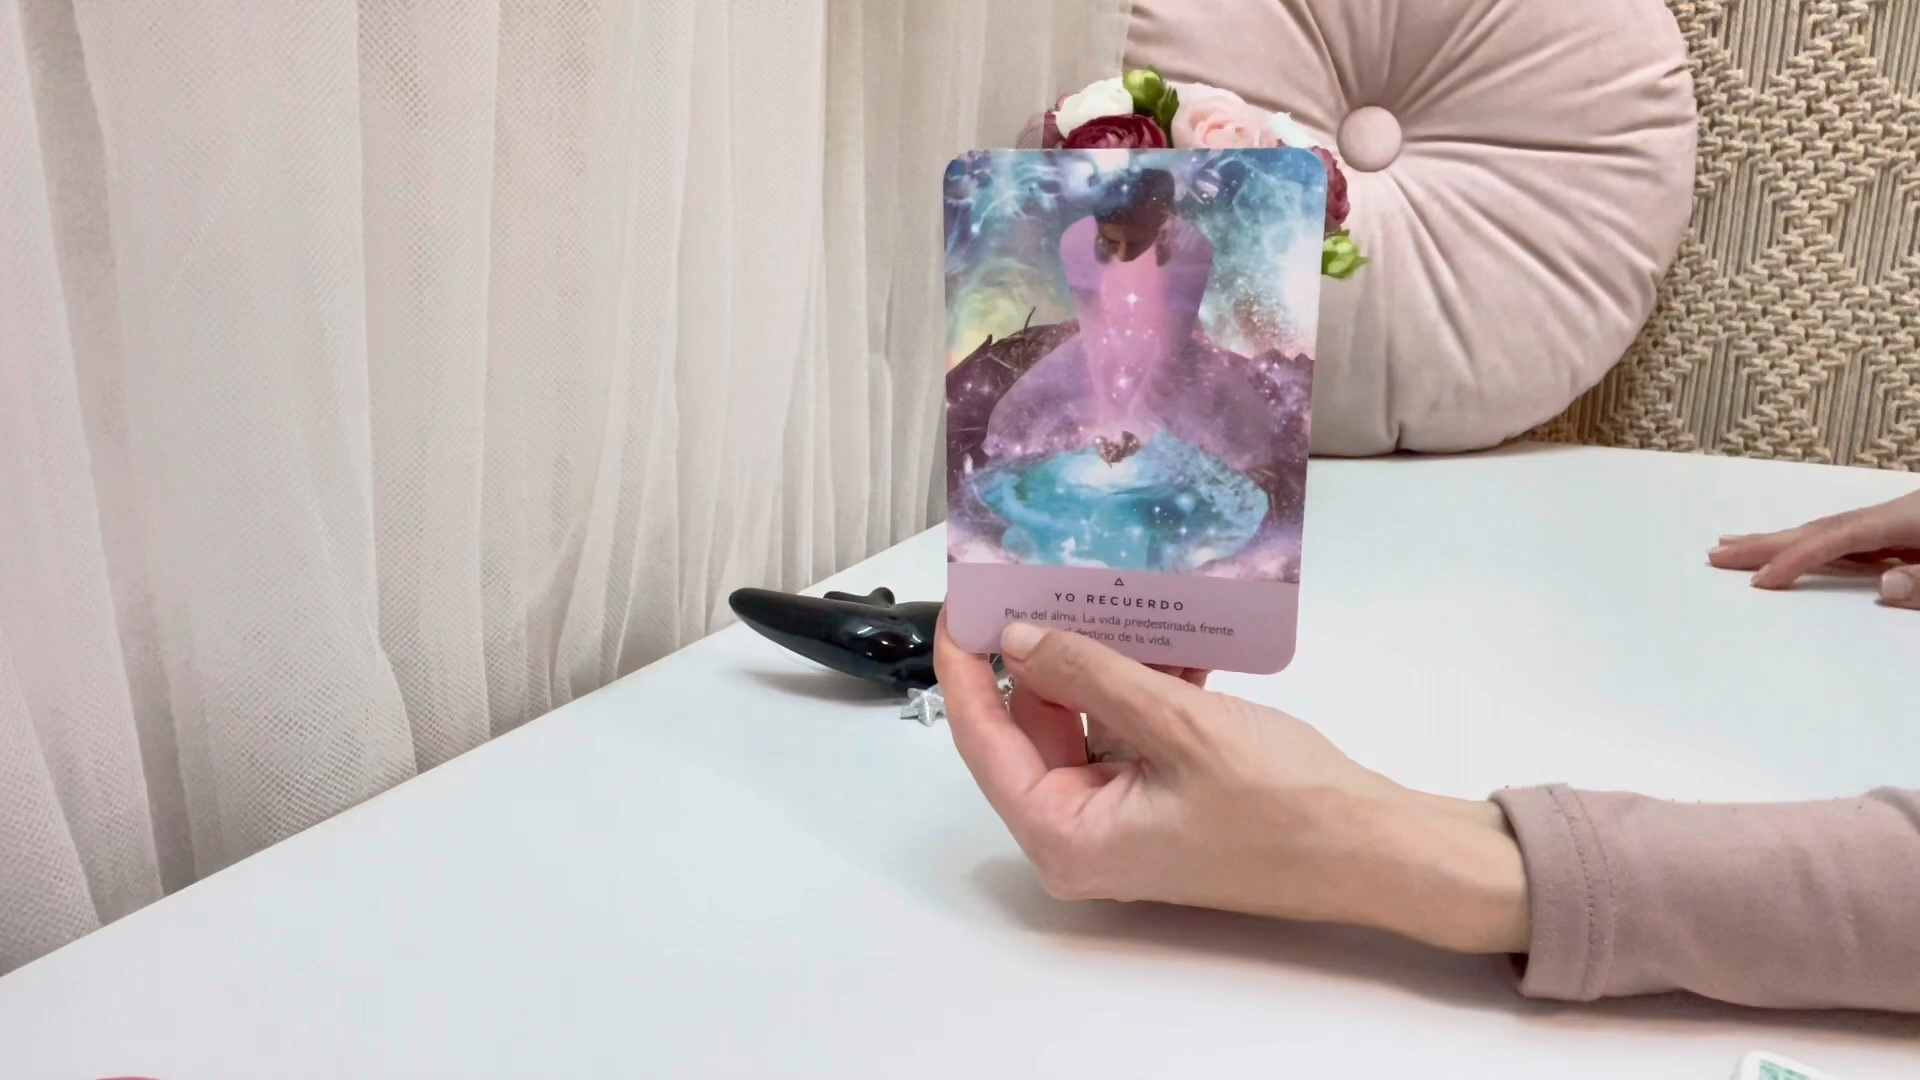 YO RECUERDO
Plan del alma. La vida predestinada frente
destino de la vida.